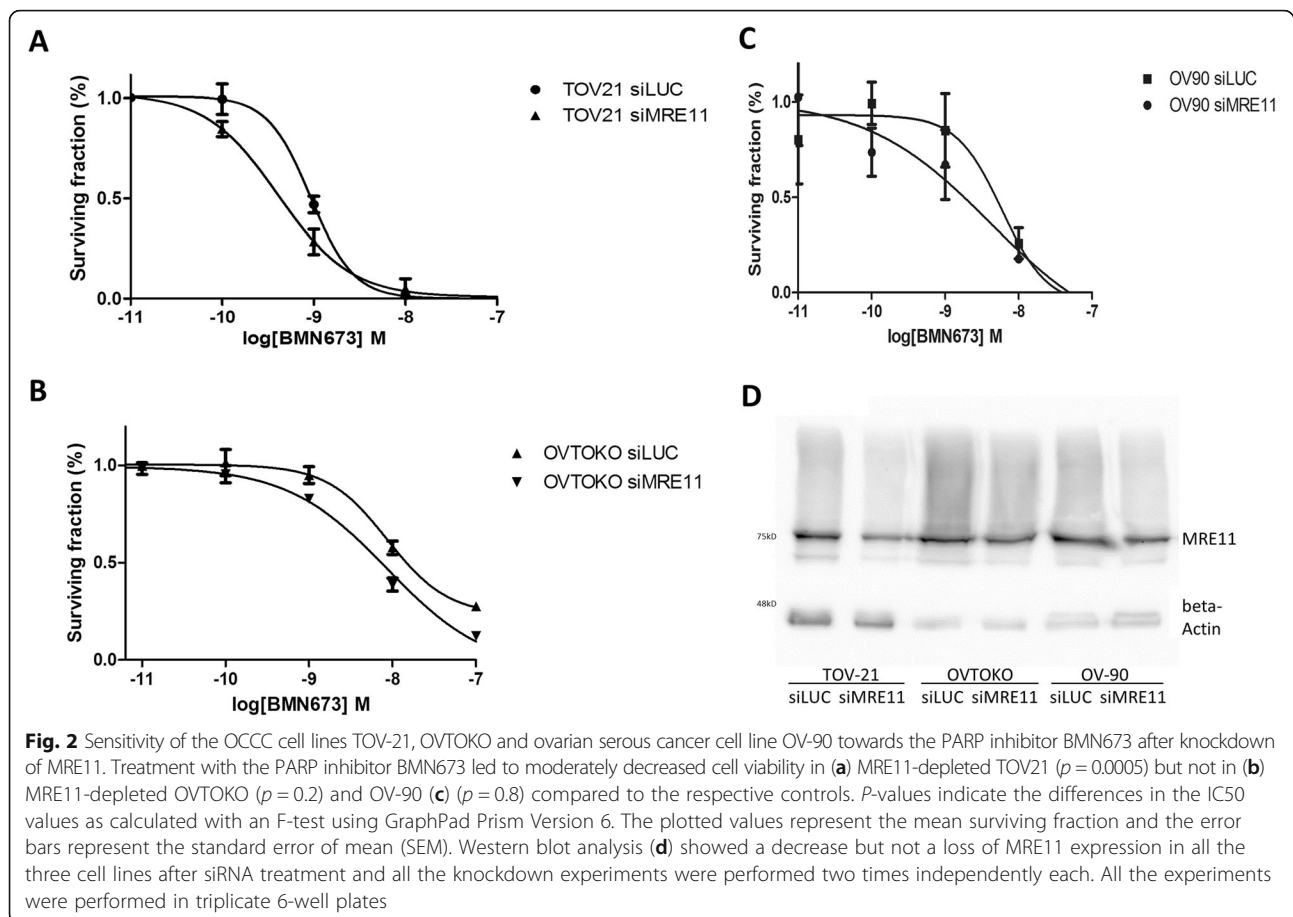 A
Surviving fraction (%)
1.0
0.5
0.0
-11 -10 -9 -8 -7
log[BMN673] M
TOV21 siLUC
TOV21 siMRE11
C
Surviving fraction (%)
1.0
0.5
0.0
-11 -10 -9 -8 -7
log[BMN673] M
OV90 siLUC
OV90 siMRE11
B
Surviving fraction (%)
1.0
0.5
0.0
-11 -10 -9 -8 -7
log[BMN673] M
OVTOKO siLUC
OVTOKO siMRE11
D
75kD
MRE11
48kD
beta-
Actin
TOV-21 OVTOKO OV-90
siLUC siMRE11 siLUC siMRE11 siLUC siMRE11
Fig. 2 Sensitivity of the OCCC cell lines TOV-21, OVTOKO and ovarian serous cancer cell line OV-90 towards the PARP inhibitor BMN673 after knockdown
of MRE11. Treatment with the PARP inhibitor BMN673 led to moderately decreased cell viability in (a) MRE11-depleted TOV21 (p = 0.0005) but not in (b)
MRE11-depleted OVTOKO (p = 0.2) and OV-90 (c) (p = 0.8) compared to the respective controls. P-values indicate the differences in the IC50
values as calculated with an F-test using GraphPad Prism Version 6. The plotted values represent the mean surviving fraction and the error
bars represent the standard error of mean (SEM). Western blot analysis (d) showed a decrease but not a loss of MRE11 expression in all the
three cell lines after siRNA treatment and all the knockdown experiments were performed two times independently each. All the experiments
were performed in triplicate 6-well plates